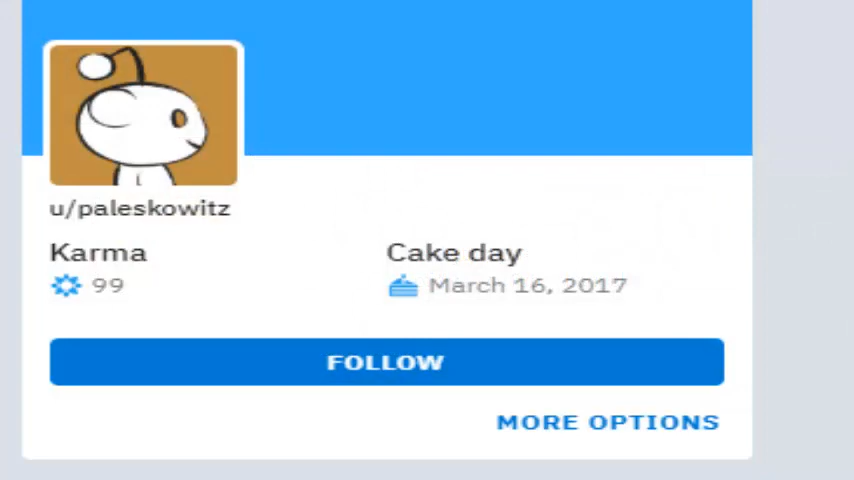 u/paleskowitz
Karma
Cake day
99
March 16, 2017
FOLLOW
MORE OPTIONS